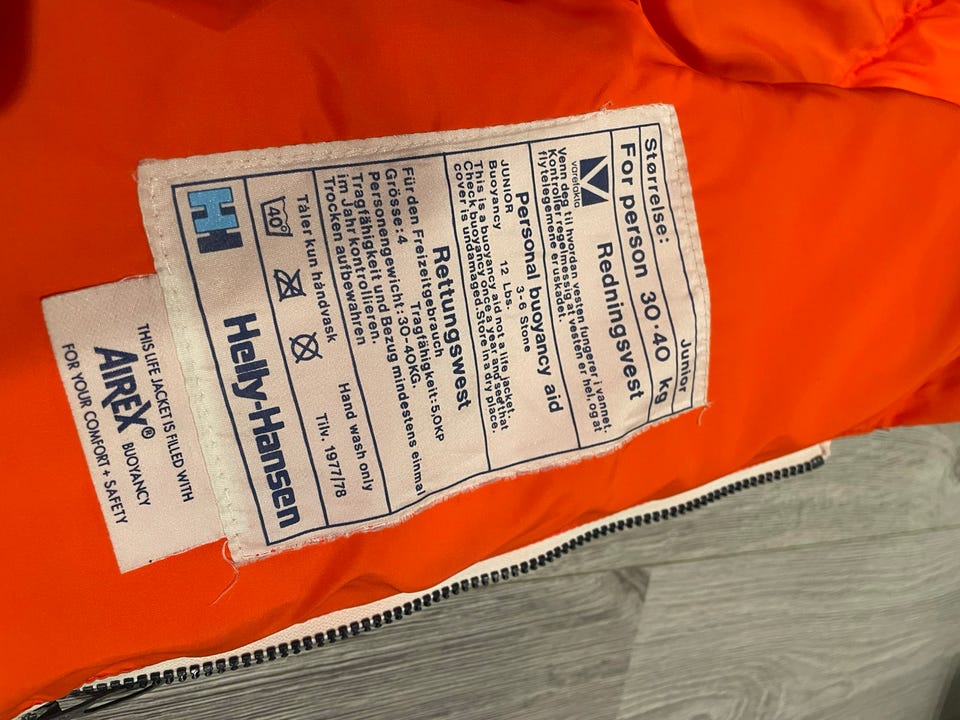 Størrelse: Junior
For person 30-40 kg
varefakta
Redningsvest
Venn deg til hvordan vesten fungerer i vannet.
Kontroller regelmessig at vesten er hel, og at
flytelegemene er uskadet.
Personal buoyancy aid
JUNIOR 3-6 Stone
Buoyancy 12 Lbs.
This is a buoyancy aid not a life jacket.
Check buoyancy once a year, and see that
cover is undamaged. Store in a dry place.
Rettungswest
Für den Freizeitgebrauch
Grösse: 4 Tragfähigkeit: 5,0KP
Personengewicht: 30-40KG.
Tragfähigkeit und Bezug mindestens einmal
im Jahr kontrollieren.
Trocken aufbewahren
Tåler kun håndvask Hand wash only
40° Tilv. 1977/78
HH Helly-Hansen
THIS LIFE JACKET IS FILLED WITH
AIREX® BUOYANCY
FOR YOUR COMFORT + SAFETY